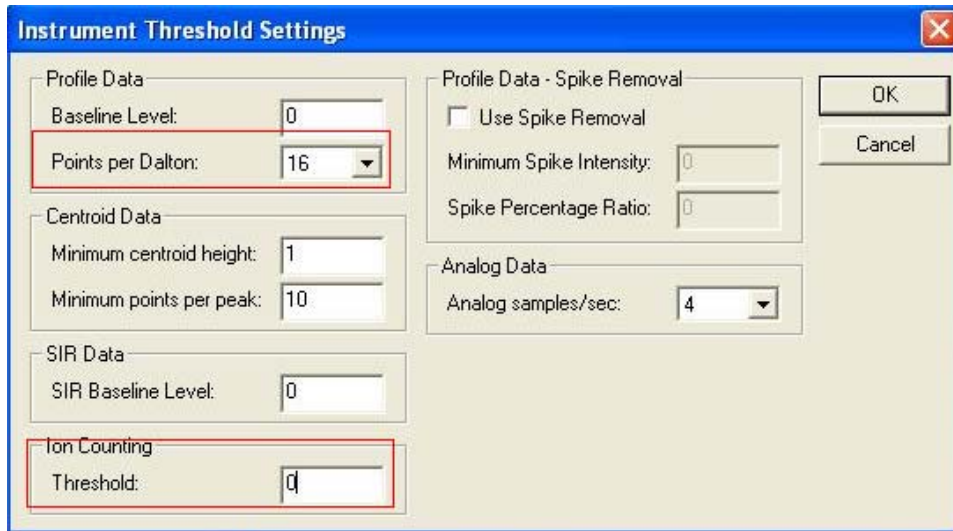 Instrument Threshold Settings
Profile Data
Baseline Level: 0
Points per Dalton: 16
Centroid Data
Minimum centroid height: 1
Minimum points per peak: 10
SIR Data
SIR Baseline Level: 0
Ion Counting
Threshold: 0
Profile Data - Spike Removal
Use Spike Removal
Minimum Spike Intensity: 0
Spike Percentage Ratio: 0
Analog Data
Analog samples/sec: 4
OK
Cancel